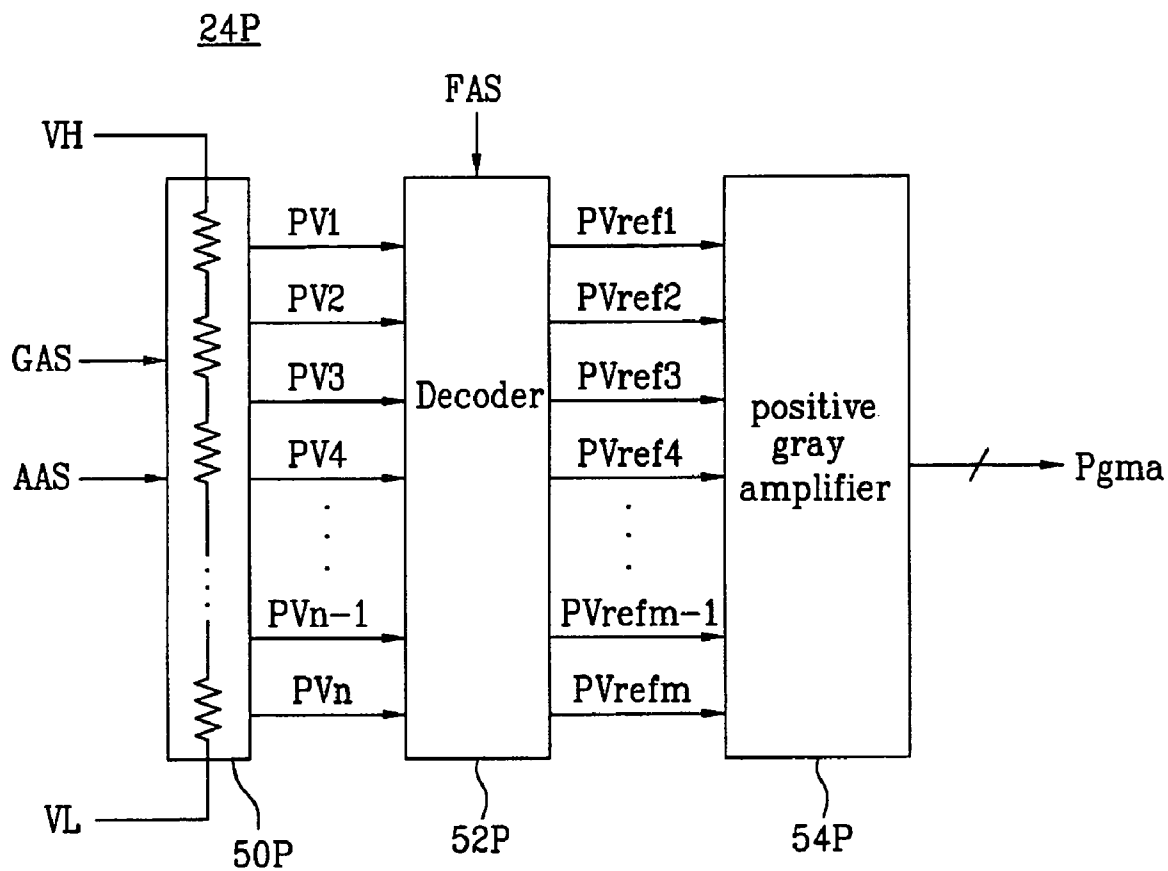 24P
FAS
VH
PV1
PVref1
PV2
PVref2
GAS
PV3
Decoder
PVref3
positive
gray
amplifier
AAS
PV4
PVref4
Pgma
PVn-1
PVrefm-1
PVn
PVrefm
VL
50P
52P
54P